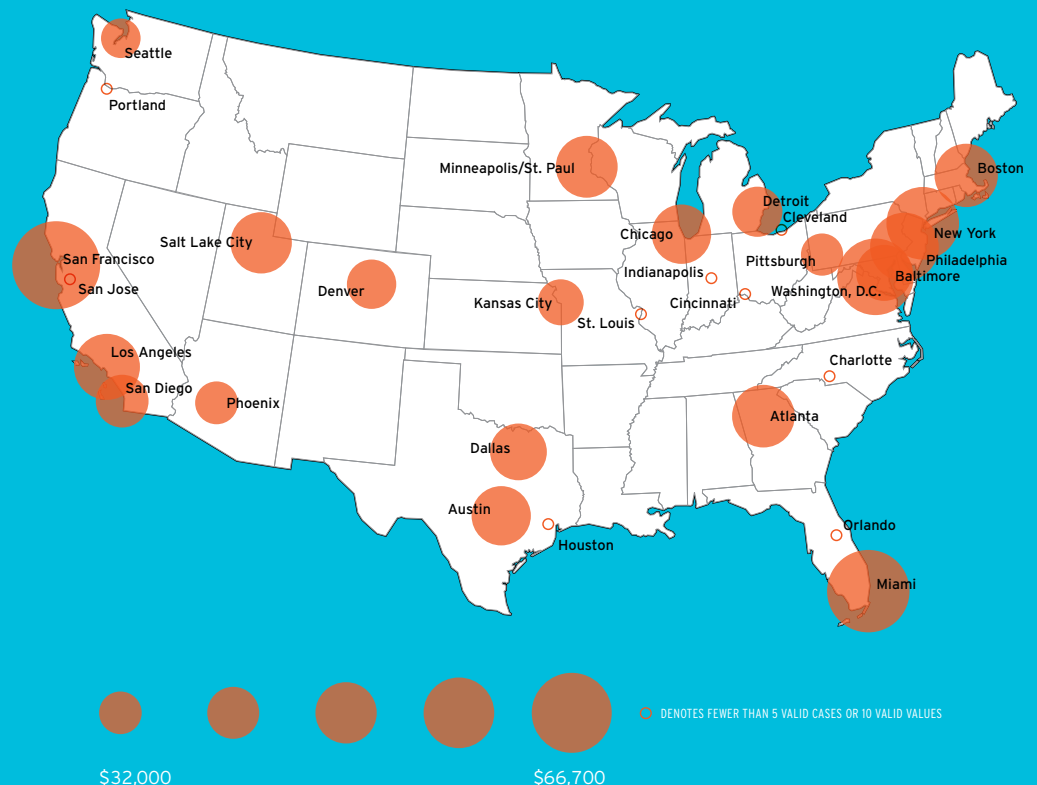 Seattle
Portland
Minneapolis/St. Paul
Boston
Detroit
Cleveland
New York
Chicago
Salt Lake City
San Francisco
Philadelphia
Pittsburgh
Indianapolis
Baltimore
San Jose
Denver
Washington, D.C.
Kansas City
Cincinnati
St. Louis
Los Angeles
Charlotte
San Diego
Phoenix
Atlanta
Dallas
Austin
Orlando
Houston
Miami
DENOTES FEWER THAN 5 VALID CASES OR 10 VALID VALUES
$32,000
$66,700